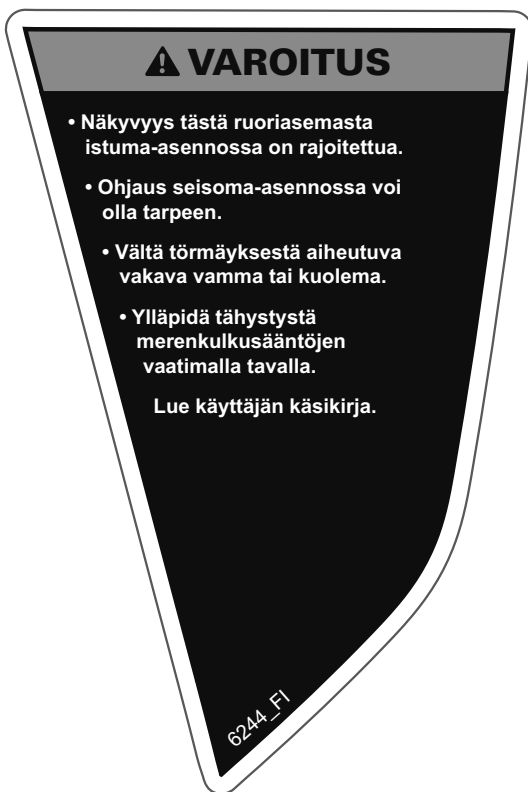 ⚠ VAROITUS
• Näkyvyys tästä ruoriasemasta
istuma-asennossa on rajoitettua.
• Ohjaus seisoma-asennossa voi
olla tarpeen.
• Vältä törmäyksestä aiheutuva
vakava vamma tai kuolema.
• Ylläpidä tähystystä
merenkulkusääntöjen
vaatimalla tavalla.
Lue käyttäjän käsikirja.
6244_FI